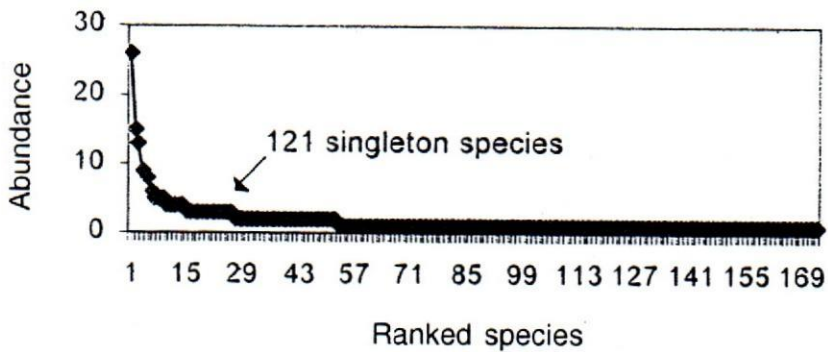 Abundance
30
20
10
0
121 singleton species
1 15 29 43 57 71 85 99 113 127 141 155 169
Ranked species